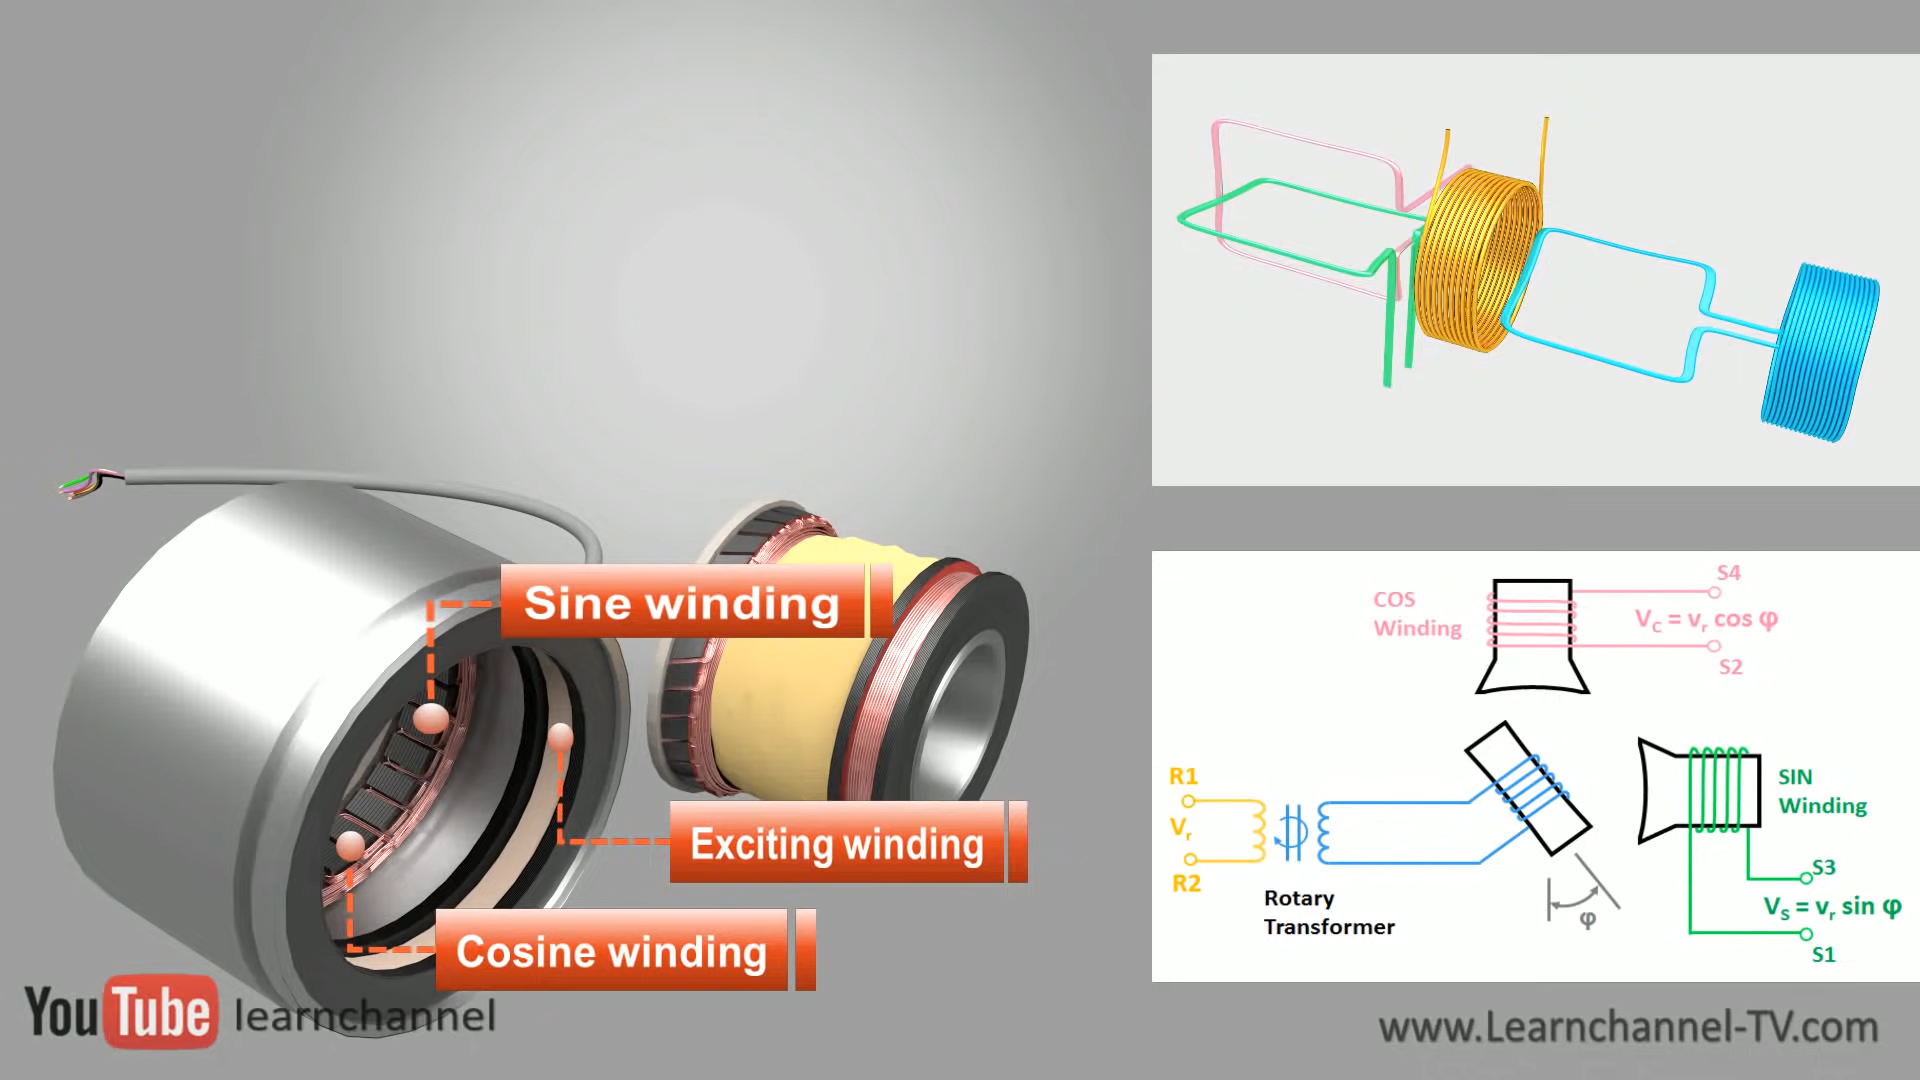 Sine winding
Exciting winding
Cosine winding
YouTube learnchannel
COS
Winding
S4
V_C = v_r cos φ
S2
R1
V_r
R2
Rotary
Transformer
φ
SIN
Winding
S3
V_S = v_r sin φ
S1
www.Learnchannel-TV.com